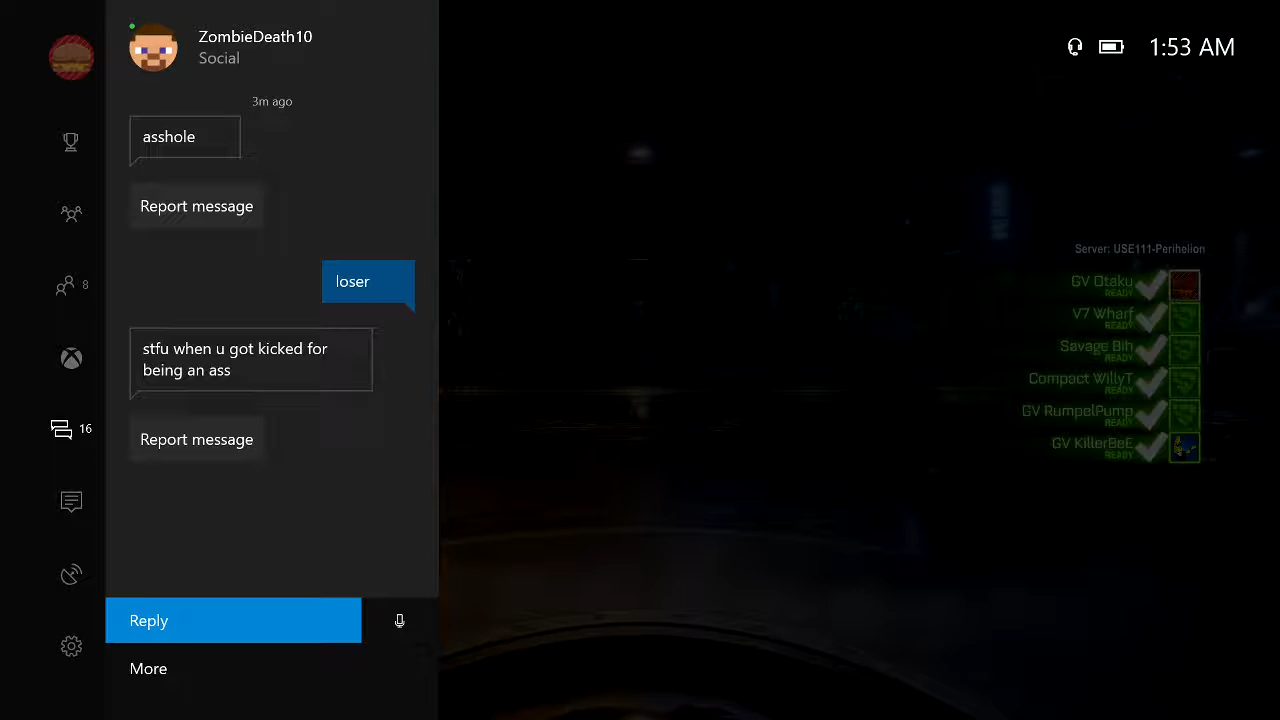 ZombieDeath10
Social
1:53 AM
3m ago
asshole
Report message
loser
stfu when u got kicked for
being an ass
Report message
8
16
Reply
More
Server: USE111-Perihelion
GV Otaku
READY
V7 Wharf
READY
Savage Bih
READY
Compact WillyT
READY
GV RumpelPump
READY
GV KillerBeE
READY